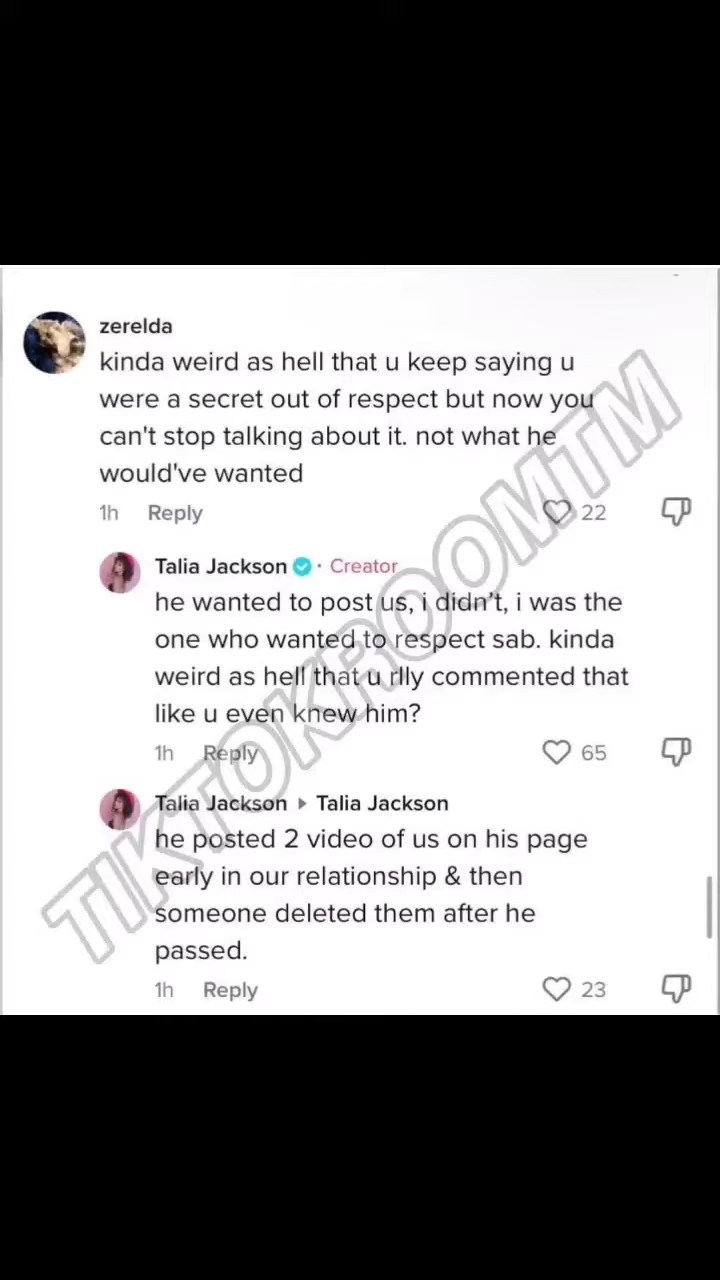 zerelda
kinda weird as hell that u keep saying u
were a secret out of respect but now you
can't stop talking about it. not what he
would've wanted
1h Reply 22
Talia Jackson · Creator
he wanted to post us, i didn't, i was the
one who wanted to respect sab. kinda
weird as hell that u rlly commented that
like u even knew him?
1h Reply 65
Talia Jackson ▸ Talia Jackson
he posted 2 video of us on his page
early in our relationship & then
someone deleted them after he
passed.
1h Reply 23
TIKTOKROOMTM